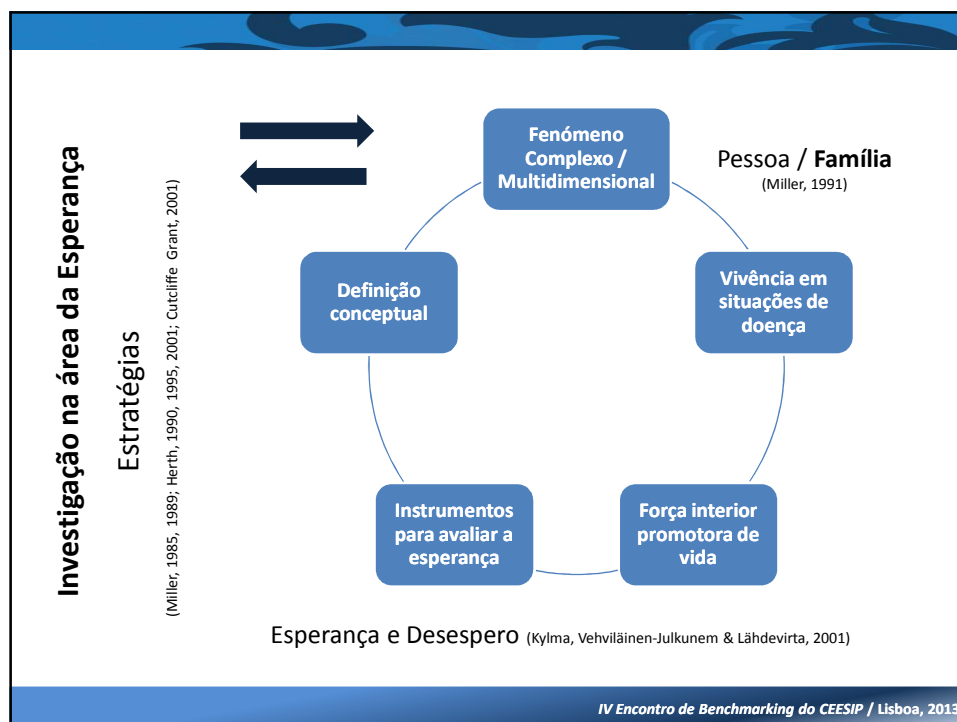 Investigação na área da Esperança
Estratégias
(Miller, 1985, 1989; Herth, 1990, 1995, 2001; Cutcliffe Grant, 2001)
Fenómeno
Complexo /
Multidimensional
Pessoa / Família
(Miller, 1991)
Vivência em
situações de
doença
Força interior
promotora de
vida
Instrumentos
para avaliar a
esperança
Definição
conceptual
Esperança e Desespero (Kylma, Vehviläinen-Julkunem & Lähdevirta, 2001)
IV Encontro de Benchmarking do CEESIP / Lisboa, 2013